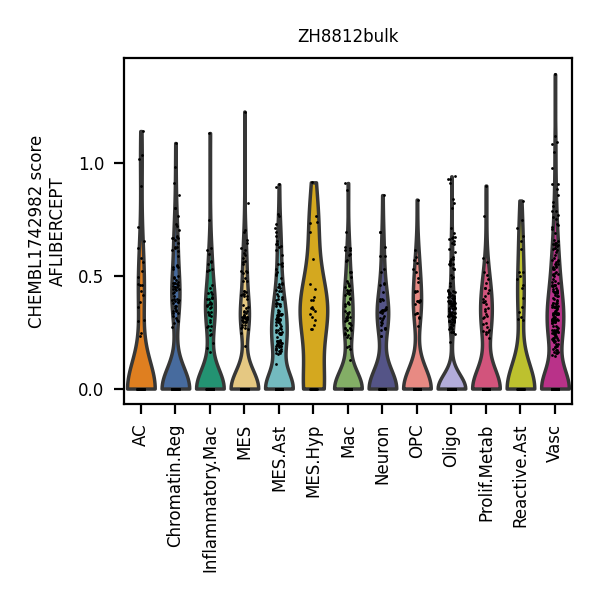 ZH8812bulk
CHEMBL1742982 score
AFLIBERCEPT
1.0
0.5
0.0
AC
Chromatin.Reg
Inflammatory.Mac
MES
MES.Ast
MES.Hyp
Mac
Neuron
OPC
Oligo
Prolif.Metab
Reactive.Ast
Vasc